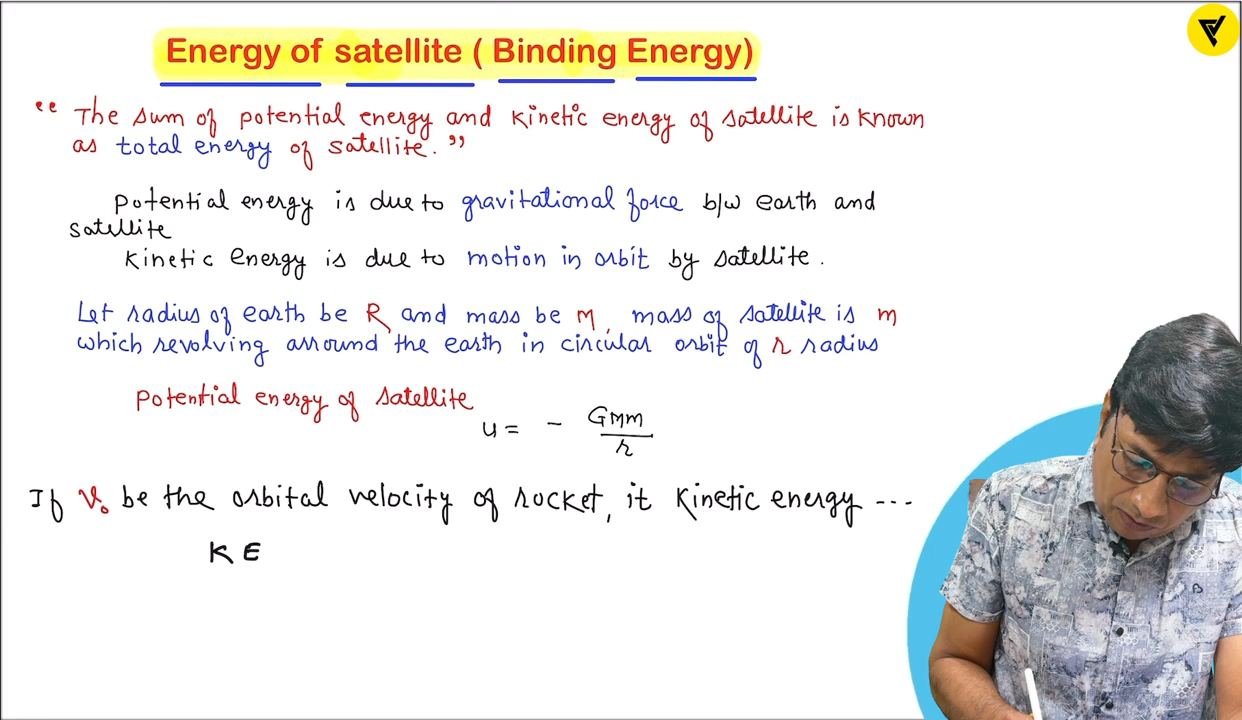 Energy of satellite ( Binding Energy)
“ The sum of potential energy and kinetic energy of satellite is known
as total energy of satellite. ”
Potential energy is due to gravitational force b/w earth and
satellite
Kinetic energy is due to motion in orbit by satellite .
Let radius of earth be R, and mass be M, mass of satellite is m
which revolving arround the earth in circular orbit of r radius
Potential energy of satellite
u = - GMm/r
If V₀ be the orbital velocity of rocket, it kinetic energy ---
K E